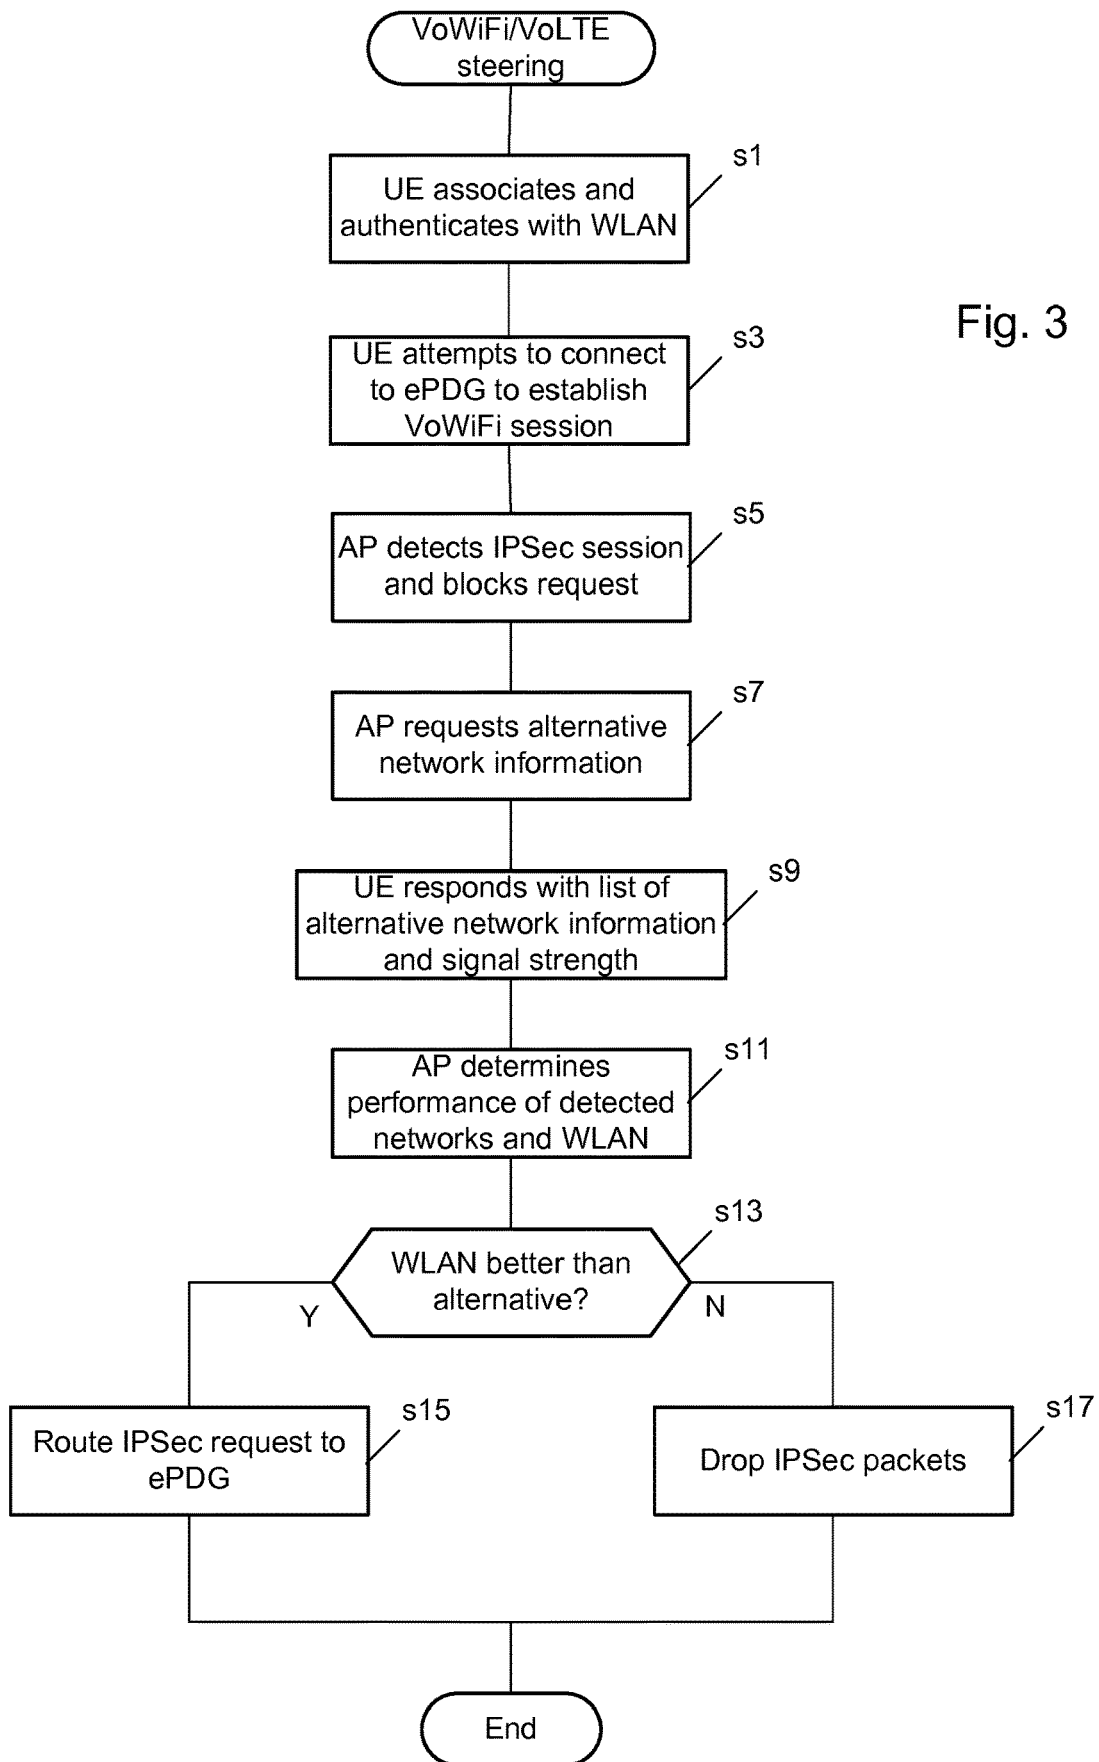 VoWiFi/VoLTE
steering
s1
UE associates and
authenticates with WLAN
Fig. 3
s3
UE attempts to connect
to ePDG to establish
VoWiFi session
s5
AP detects IPSec session
and blocks request
s7
AP requests alternative
network information
s9
UE responds with list of
alternative network information
and signal strength
s11
AP determines
performance of detected
networks and WLAN
s13
WLAN better than
alternative?
Y
N
s15
Route IPSec request to
ePDG
s17
Drop IPSec packets
End